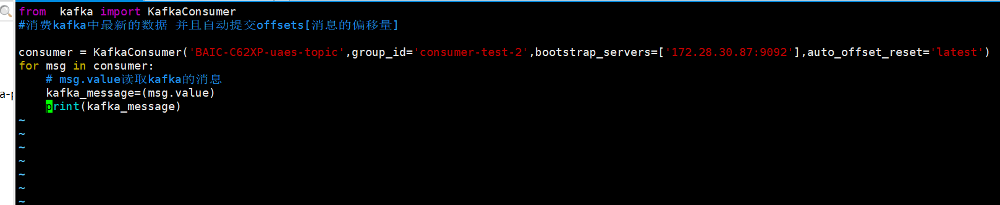 from  kafka import KafkaConsumer
#消费kafka中最新的数据 并且自动提交offsets[消息的偏移量]
consumer = KafkaConsumer('BAIC-C62XP-uaes-topic',group_id='consumer-test-2',bootstrap_servers=['172.28.30.87:9092'],auto_offset_reset='latest')
for msg in consumer:
    # msg.value读取kafka的消息
    kafka_message=(msg.value)
    print(kafka_message)
~
~
~
~
~
~
~